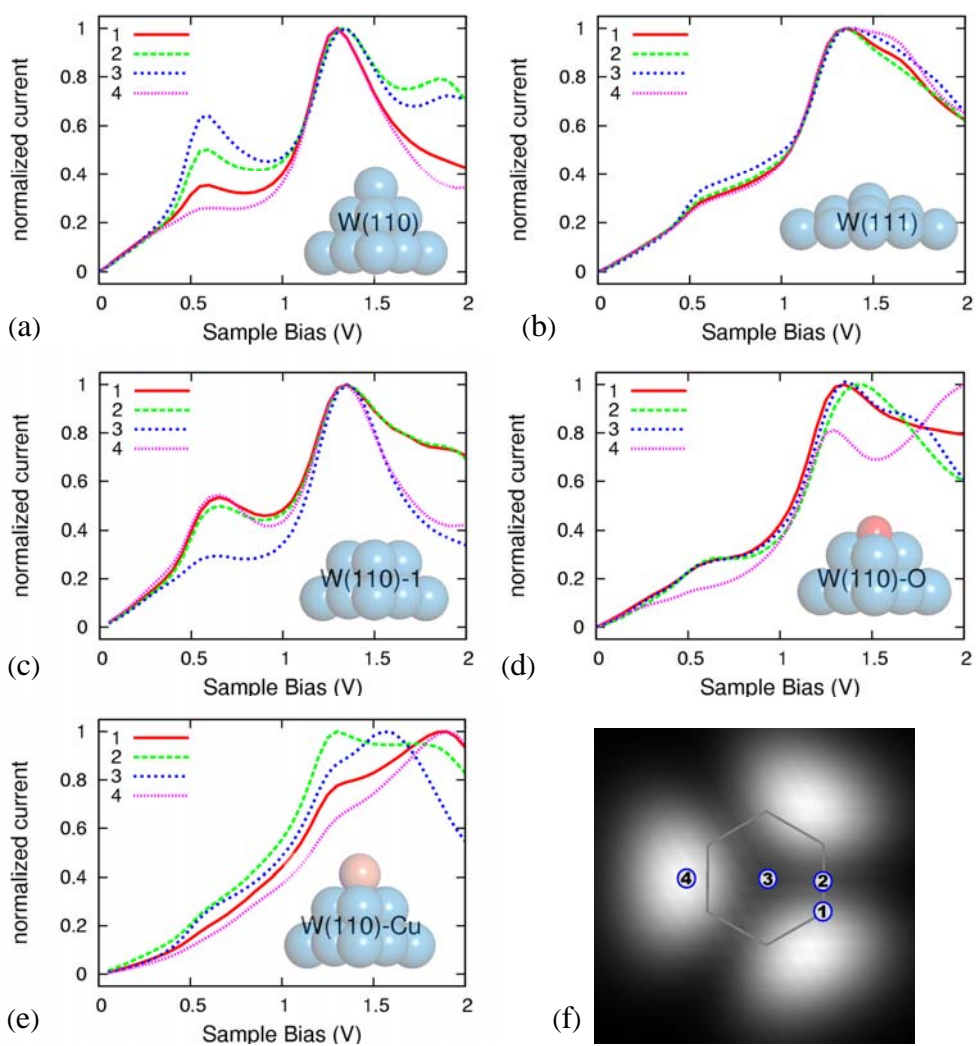 1
2
3
4
normalized current
1
0.8
0.6
0.4
0.2
0
0 0.5 1 1.5 2
Sample Bias (V)
W(110)
(a)
1
2
3
4
normalized current
1
0.8
0.6
0.4
0.2
0
0 0.5 1 1.5 2
Sample Bias (V)
W(111)
(b)
1
2
3
4
normalized current
1
0.8
0.6
0.4
0.2
0
0 0.5 1 1.5 2
Sample Bias (V)
W(110)-1
(c)
1
2
3
4
normalized current
1
0.8
0.6
0.4
0.2
0
0 0.5 1 1.5 2
Sample Bias (V)
W(110)-O
(d)
1
2
3
4
normalized current
1
0.8
0.6
0.4
0.2
0
0 0.5 1 1.5 2
Sample Bias (V)
W(110)-Cu
(e)
4 3 2
1
(f)